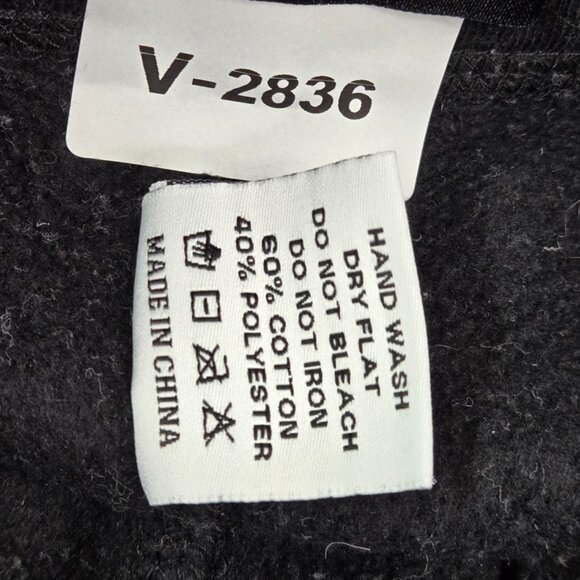 V-2836
HAND WASH
DRY FLAT
DO NOT BLEACH
DO NOT IRON
60% COTTON
40% POLYESTER
MADE IN CHINA